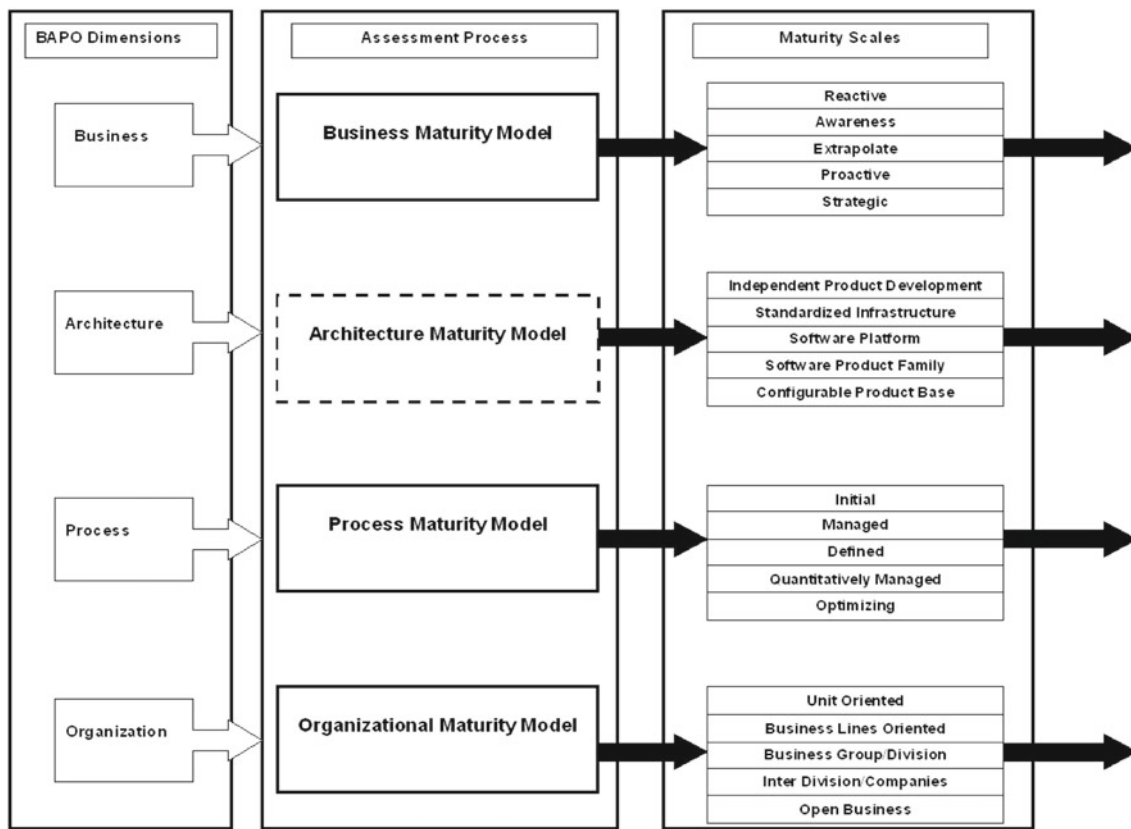 BAPO Dimensions
Assessment Process
Maturity Scales
Business
Business Maturity Model
Reactive
Awareness
Extrapolate
Proactive
Strategic
Architecture
Architecture Maturity Model
Independent Product Development
Standardized Infrastructure
Software Platform
Software Product Family
Configurable Product Base
Process
Process Maturity Model
Initial
Managed
Defined
Quantitatively Managed
Optimizing
Organization
Organizational Maturity Model
Unit Oriented
Business Lines Oriented
Business Group/Division
Inter Division/Companies
Open Business